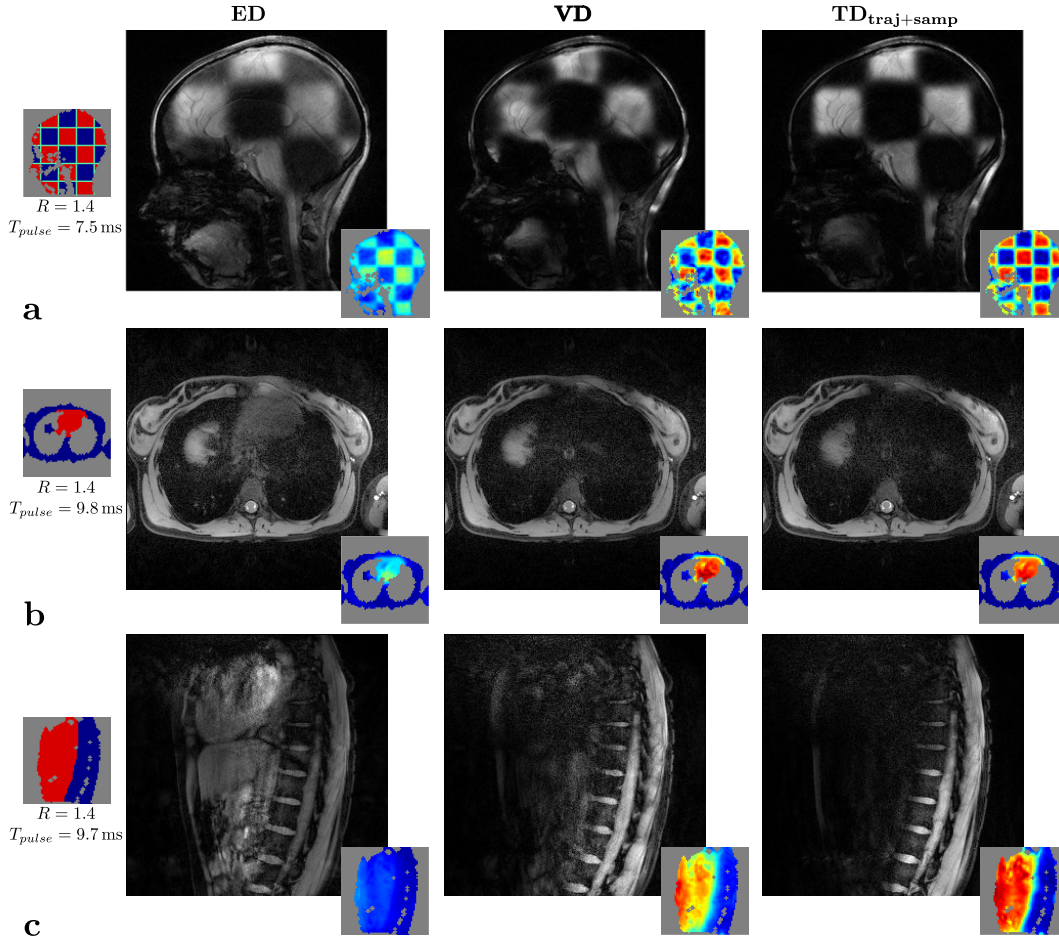 ED VD TD_traj+samp
R = 1.4
T_pulse = 7.5 ms
a
R = 1.4
T_pulse = 9.8 ms
b
R = 1.4
T_pulse = 9.7 ms
c